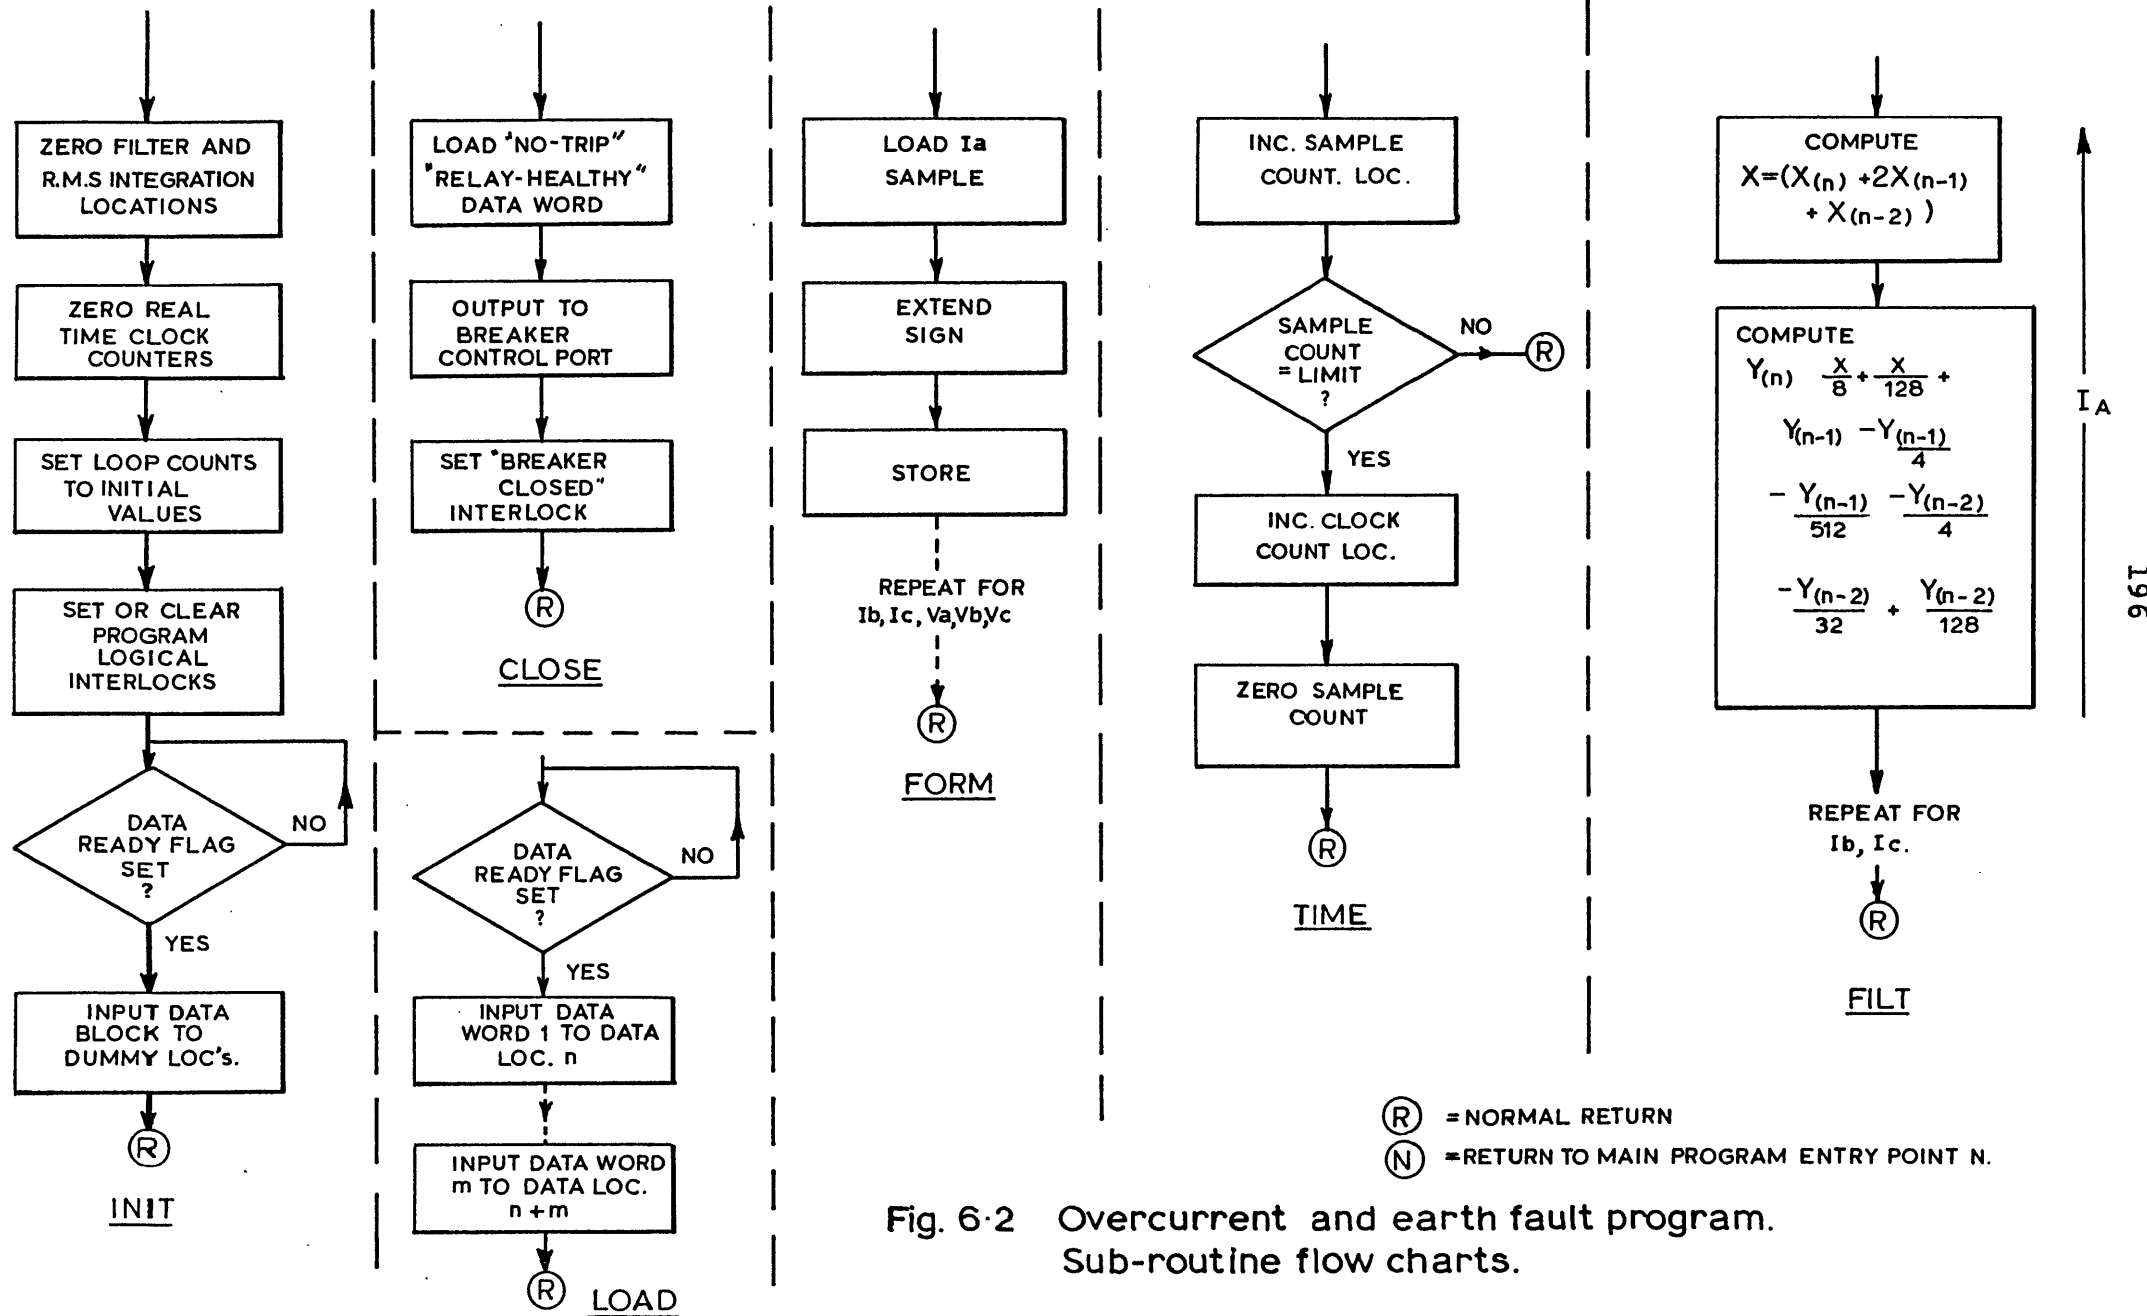 ZERO FILTER AND
R.M.S INTEGRATION
LOCATIONS
ZERO REAL
TIME CLOCK
COUNTERS
SET LOOP COUNTS
TO INITIAL
VALUES
SET OR CLEAR
PROGRAM
LOGICAL
INTERLOCKS
DATA
READY FLAG
SET
?
NO
YES
INPUT DATA
BLOCK TO
DUMMY LOC's.
R
INIT
LOAD "NO-TRIP"
"RELAY-HEALTHY"
DATA WORD
OUTPUT TO
BREAKER
CONTROL PORT
SET "BREAKER
CLOSED"
INTERLOCK
R
CLOSE
DATA
READY FLAG
SET
?
NO
YES
INPUT DATA
WORD 1 TO DATA
LOC. n
INPUT DATA WORD
m TO DATA LOC.
n+m
R
LOAD
LOAD Ia
SAMPLE
EXTEND
SIGN
STORE
REPEAT FOR
Ib, Ic, Va,Vb,Vc
R
FORM
INC. SAMPLE
COUNT. LOC.
SAMPLE
COUNT
= LIMIT
?
NO
R
YES
INC. CLOCK
COUNT LOC.
ZERO SAMPLE
COUNT
R
TIME
COMPUTE
X=(X(n) +2X(n-1)
+ X(n-2) )
COMPUTE
Y(n) X/8 + X/128 +
Y(n-1) -Y(n-1)/4
- Y(n-1)/512 -Y(n-2)/4
-Y(n-2)/32 + Y(n-2)/128
IA
REPEAT FOR
Ib, Ic.
R
FILT
196
R =NORMAL RETURN
N =RETURN TO MAIN PROGRAM ENTRY POINT N.
Fig. 6·2 Overcurrent and earth fault program.
Sub-routine flow charts.